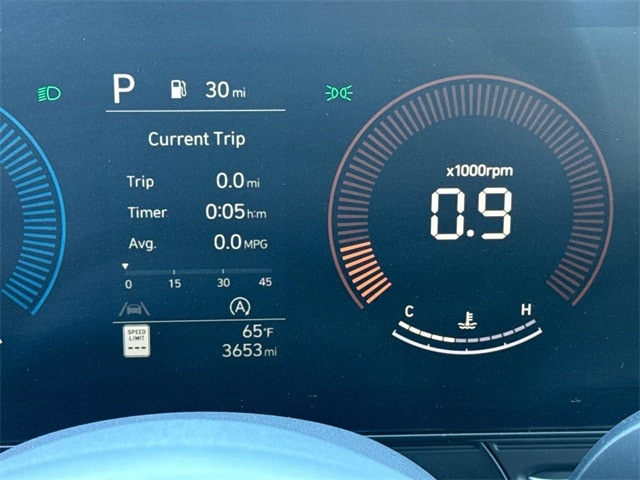 P 30 mi
Current Trip
Trip 0.0 mi
Timer 0:05 h:m
Avg. 0.0 MPG
0 15 30 45
A
SPEED
LIMIT
---
65°F
3653 mi
x1000rpm
0.9
C H